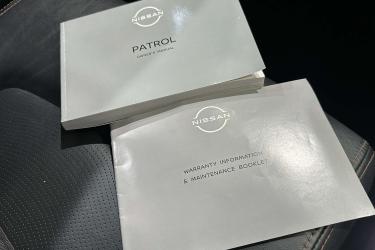 NISSAN
PATROL
OWNER'S MANUAL
NISSAN
WARRANTY INFORMATION
& MAINTENANCE BOOKLET